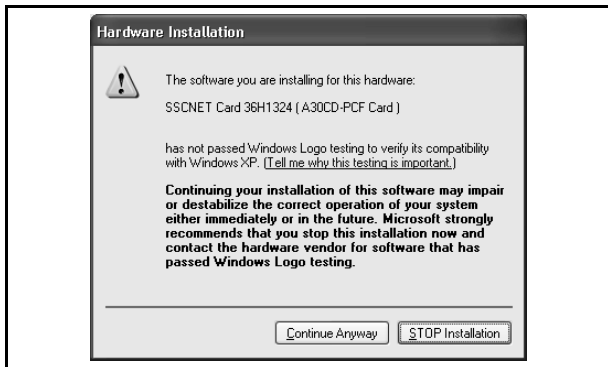 Hardware Installation
The software you are installing for this hardware:
SSCNET Card 36H1324 ( A30CD-PCF Card )
has not passed Windows Logo testing to verify its compatibility
with Windows XP. (Tell me why this testing is important.)
Continuing your installation of this software may impair
or destabilize the correct operation of your system
either immediately or in the future. Microsoft strongly
recommends that you stop this installation now and
contact the hardware vendor for software that has
passed Windows Logo testing.
Continue Anyway STOP Installation